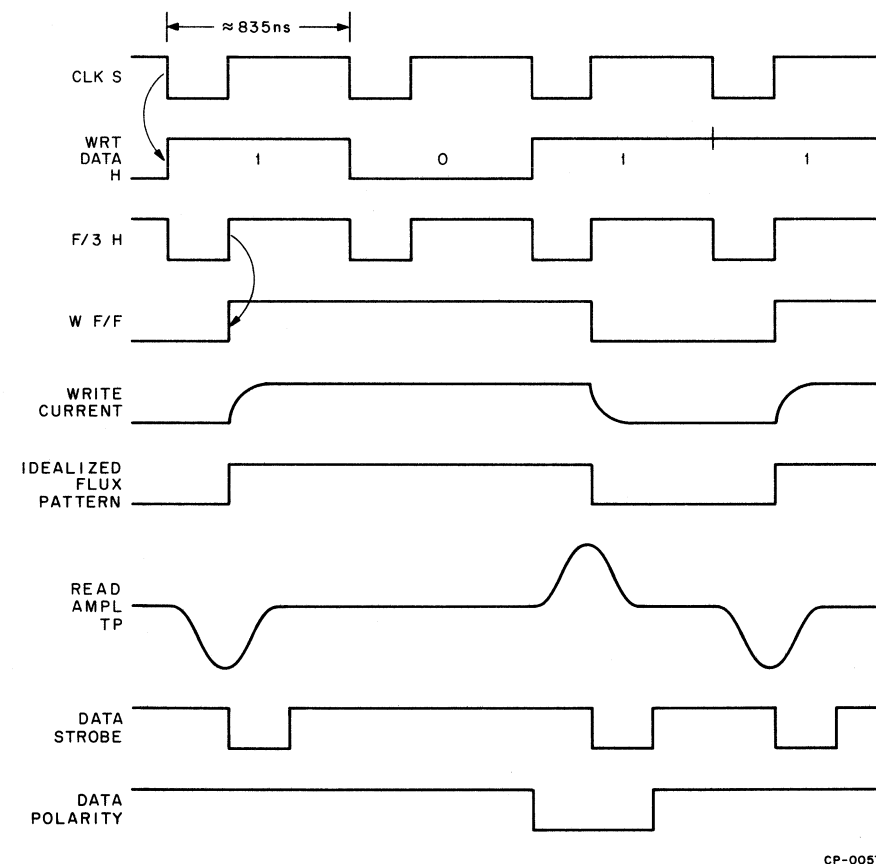 ≈835ns
CLK S
WRT
DATA
H
1 0 1 1
F/3 H
W F/F
WRITE
CURRENT
IDEALIZED
FLUX
PATTERN
READ
AMPL
TP
DATA
STROBE
DATA
POLARITY